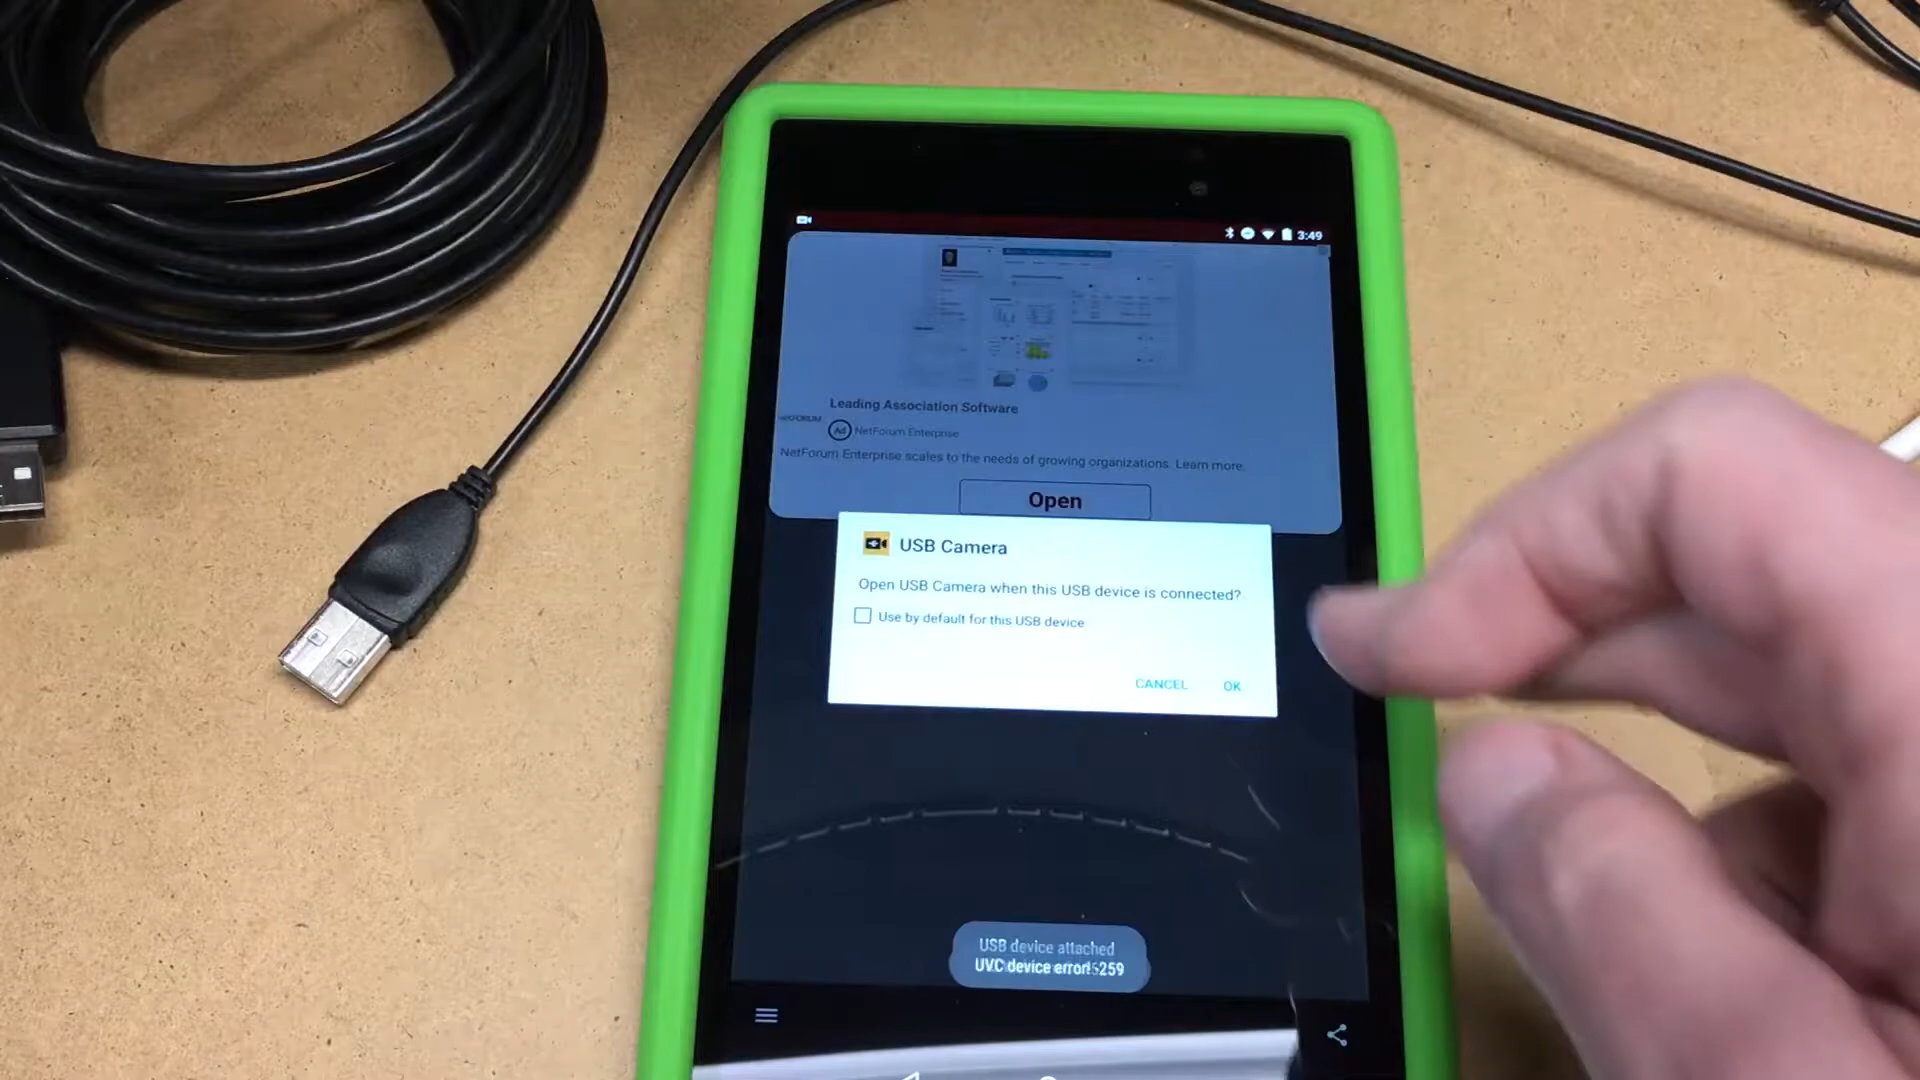 3:49
Leading Association Software
Ad NetForum Enterprise
NetForum Enterprise scales to the needs of growing organizations. Learn more.
Open
USB Camera
Open USB Camera when this USB device is connected?
Use by default for this USB device
CANCEL OK
USB device attached
UVC device error!